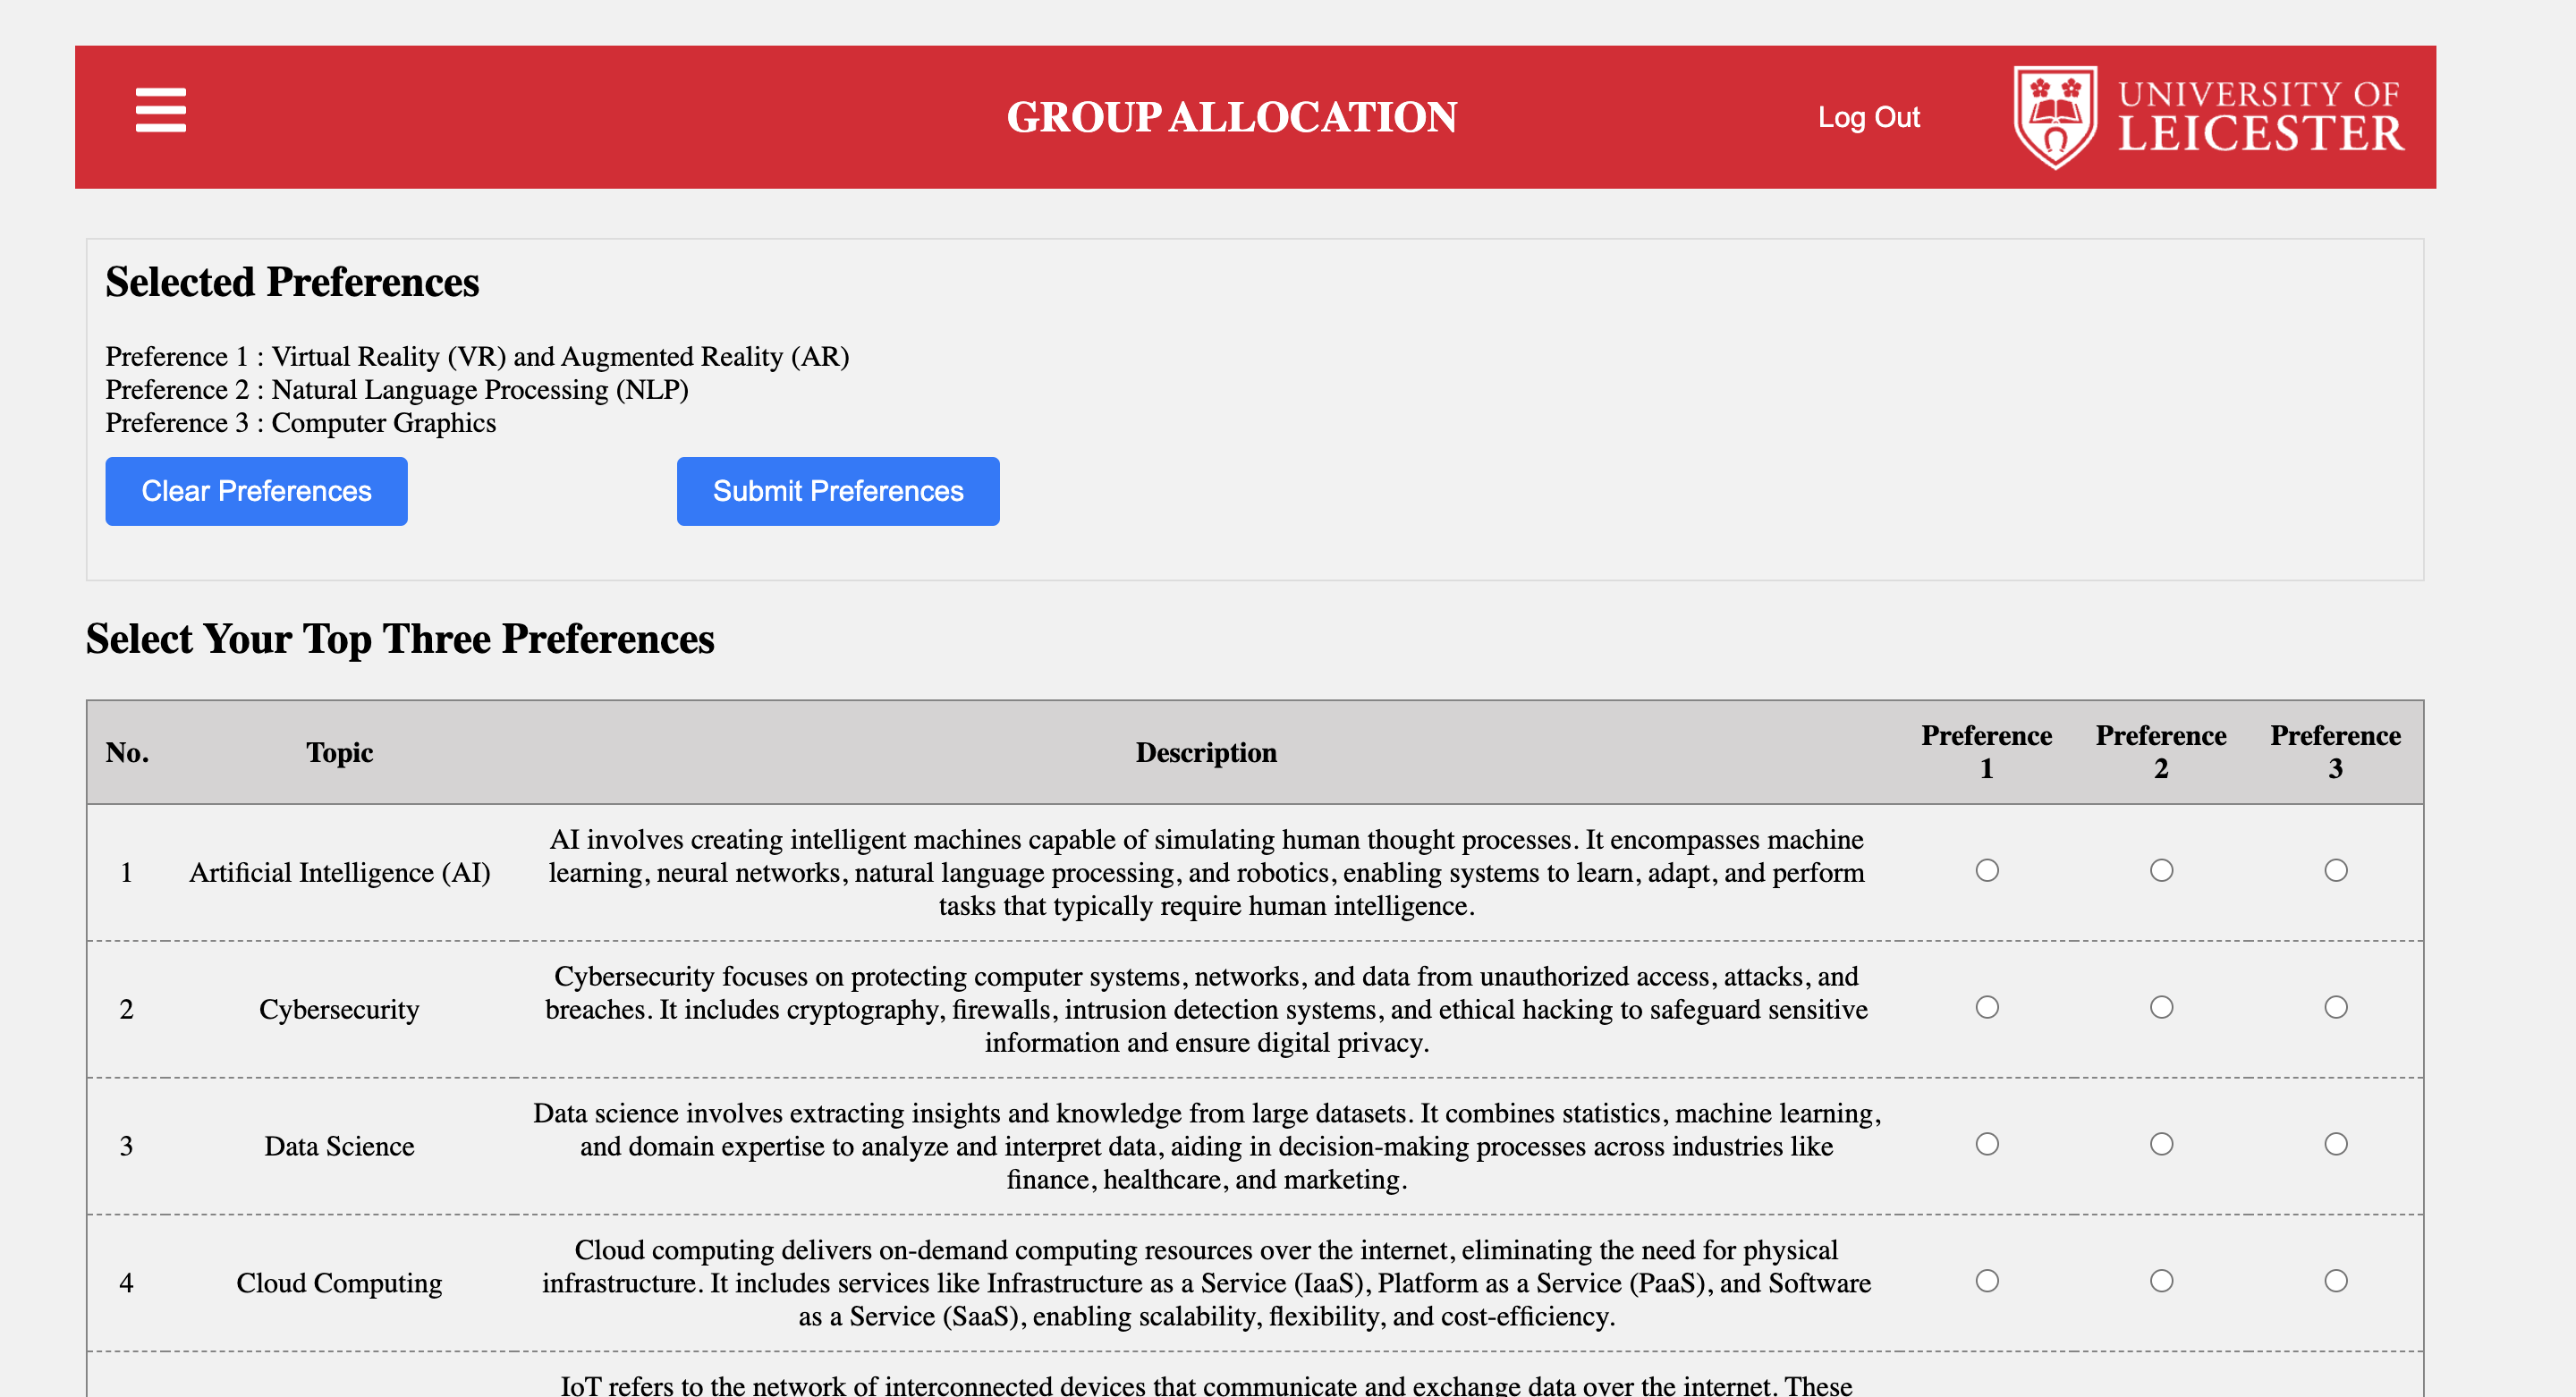 GROUP ALLOCATION
Log Out
UNIVERSITY OF
LEICESTER
Selected Preferences
Preference 1 : Virtual Reality (VR) and Augmented Reality (AR)
Preference 2 : Natural Language Processing (NLP)
Preference 3 : Computer Graphics
Clear Preferences
Submit Preferences
Select Your Top Three Preferences
No.
Topic
Description
Preference
1
Preference
2
Preference
3
1
Artificial Intelligence (AI)
AI involves creating intelligent machines capable of simulating human thought processes. It encompasses machine
learning, neural networks, natural language processing, and robotics, enabling systems to learn, adapt, and perform
tasks that typically require human intelligence.
2
Cybersecurity
Cybersecurity focuses on protecting computer systems, networks, and data from unauthorized access, attacks, and
breaches. It includes cryptography, firewalls, intrusion detection systems, and ethical hacking to safeguard sensitive
information and ensure digital privacy.
3
Data Science
Data science involves extracting insights and knowledge from large datasets. It combines statistics, machine learning,
and domain expertise to analyze and interpret data, aiding in decision-making processes across industries like
finance, healthcare, and marketing.
4
Cloud Computing
Cloud computing delivers on-demand computing resources over the internet, eliminating the need for physical
infrastructure. It includes services like Infrastructure as a Service (IaaS), Platform as a Service (PaaS), and Software
as a Service (SaaS), enabling scalability, flexibility, and cost-efficiency.
IoT refers to the network of interconnected devices that communicate and exchange data over the internet. These